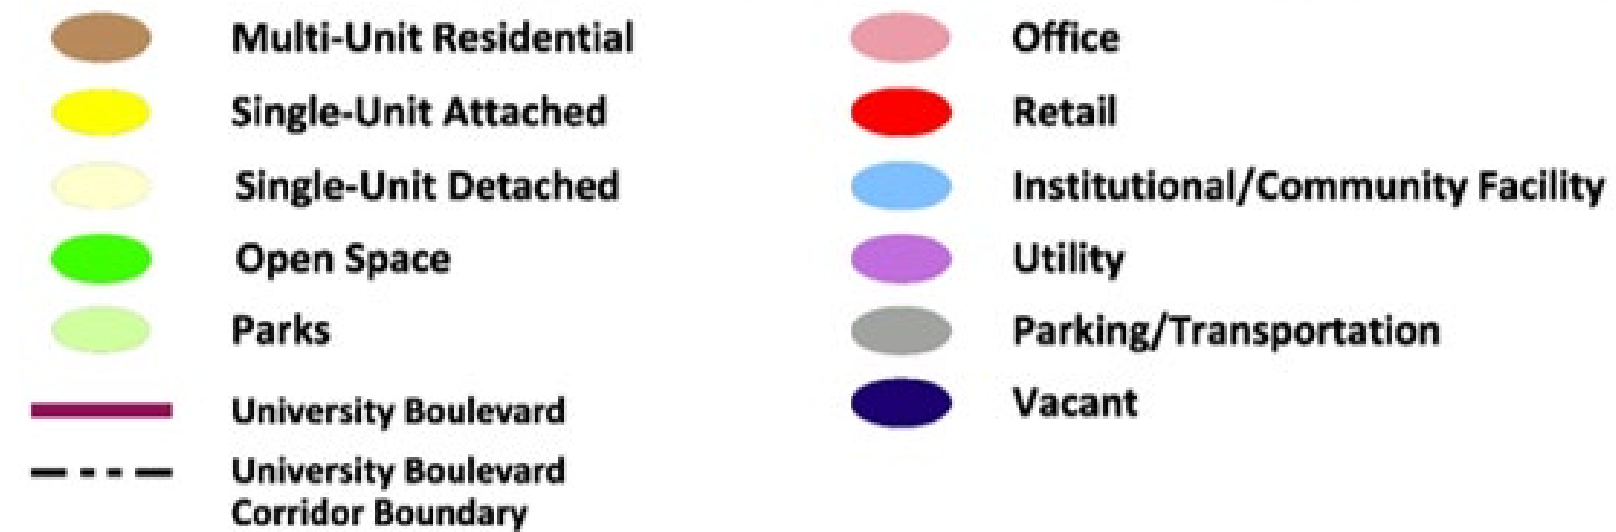 Multi-Unit Residential
Single-Unit Attached
Single-Unit Detached
Open Space
Parks
University Boulevard
University Boulevard
Corridor Boundary
Office
Retail
Institutional/Community Facility
Utility
Parking/Transportation
Vacant